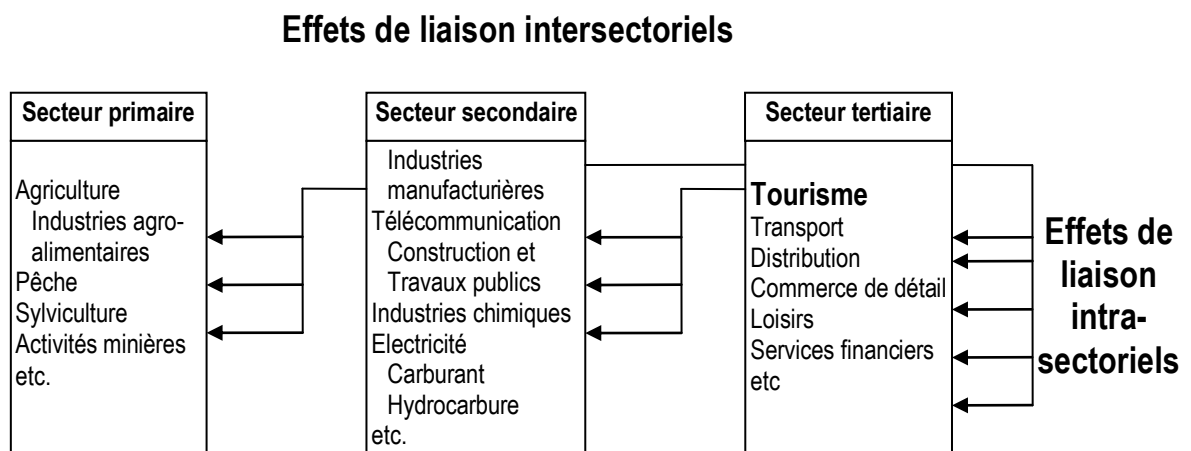 Effets de liaison intersectoriels
Secteur primaire
Agriculture
Industries agro-
alimentaires
Pêche
Sylviculture
Activités minières
etc.
Secteur secondaire
Industries
manufacturières
Télécommunication
Construction et
Travaux publics
Industries chimiques
Electricité
Carburant
Hydrocarbure
etc.
Secteur tertiaire
Tourisme
Transport
Distribution
Commerce de détail
Loisirs
Services financiers
etc
Effets de
liaison
intra-
sectoriels